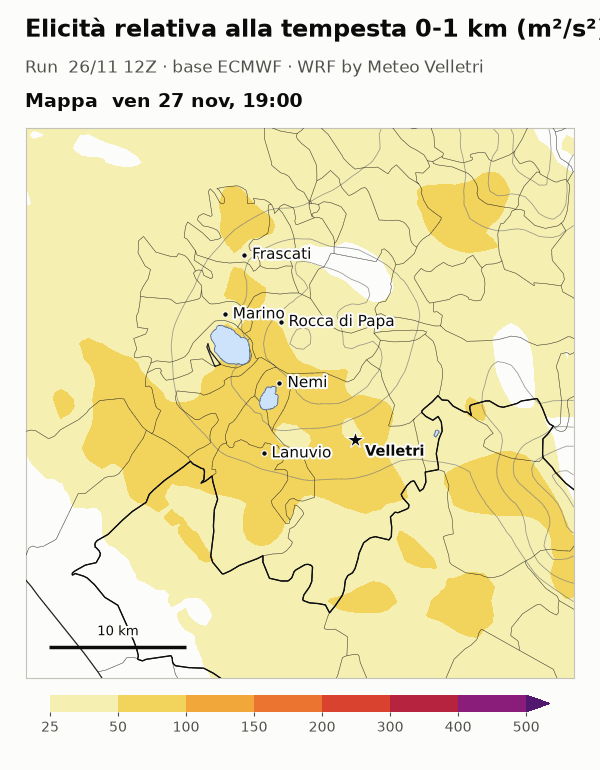 Elicità relativa alla tempesta 0-1 km (m²/s²)
Run 26/11 12Z · base ECMWF · WRF by Meteo Velletri
Mappa ven 27 nov, 19:00
Frascati
Marino
Rocca di Papa
Nemi
Velletri
Lanuvio
10 km
25 50 100 150 200 300 400 500